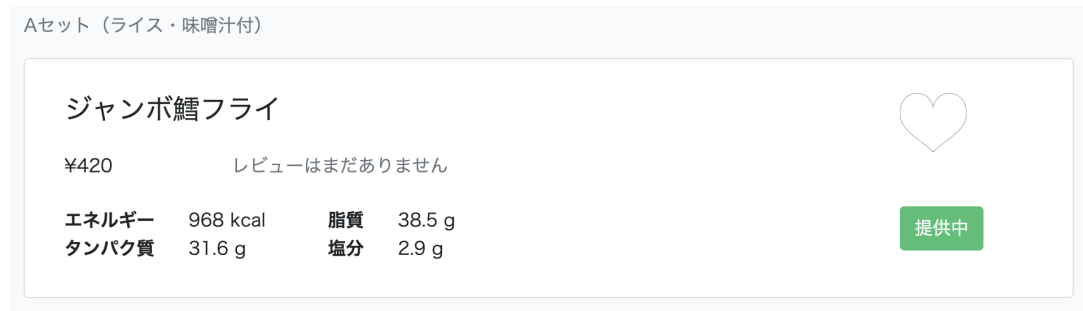 Aセット（ライス・味噌汁付）
ジャンボ鱈フライ
¥420 レビューはまだありません
エネルギー 968 kcal 脂質 38.5 g
タンパク質 31.6 g 塩分 2.9 g
提供中